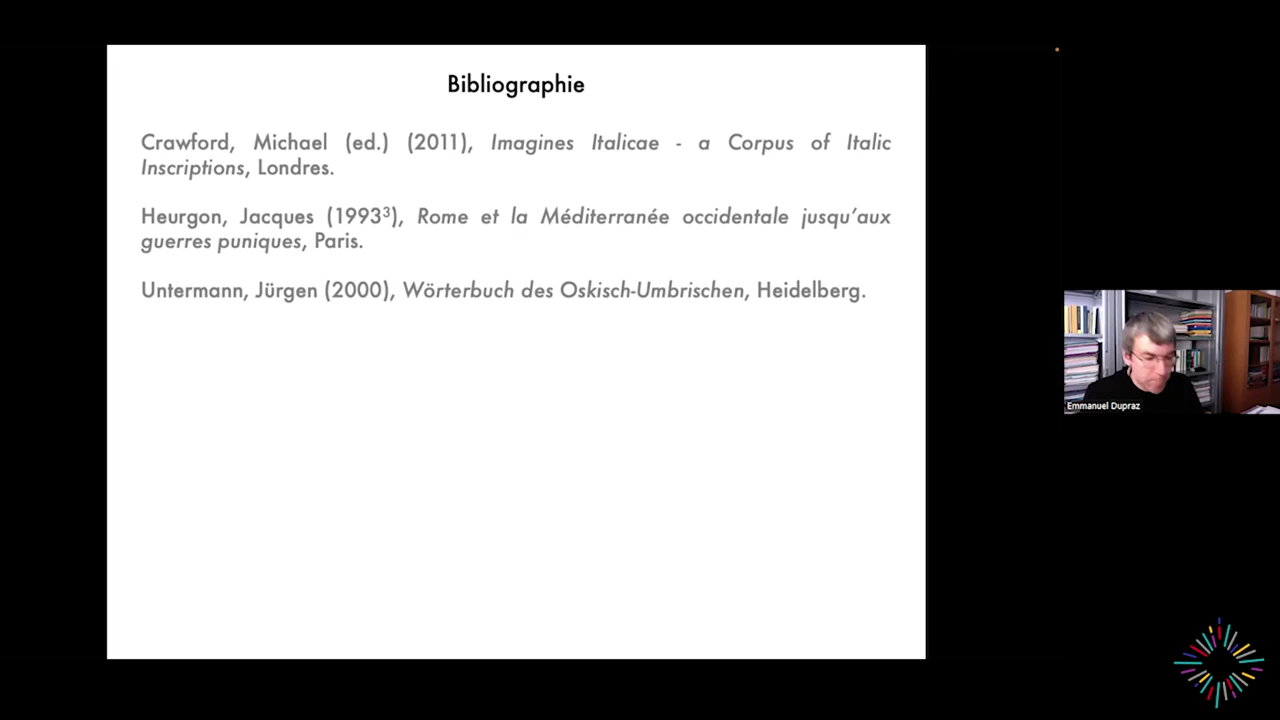 Bibliographie
Crawford, Michael (ed.) (2011), Imagines Italicae - a Corpus of Italic
Inscriptions, Londres.
Heurgon, Jacques (1993³), Rome et la Méditerranée occidentale jusqu'aux
guerres puniques, Paris.
Untermann, Jürgen (2000), Wörterbuch des Oskisch-Umbrischen, Heidelberg.
Emmanuel Dupraz